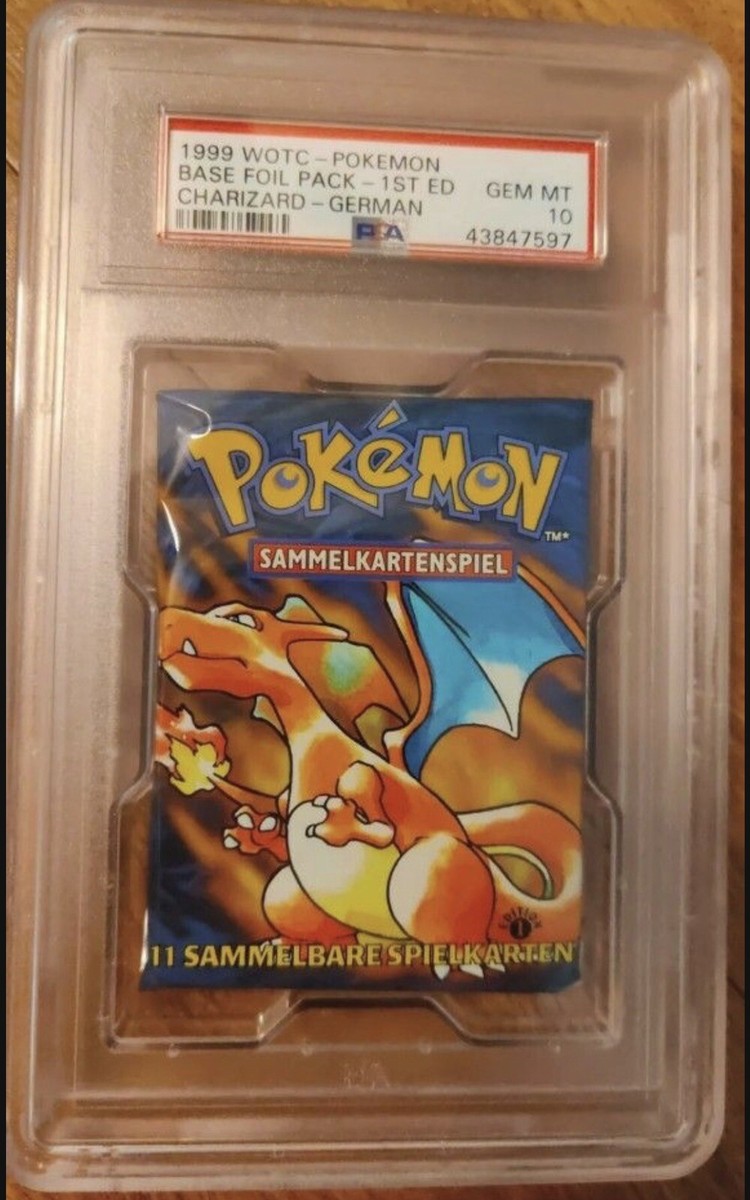 1999 WOTC – POKEMON
BASE FOIL PACK – 1ST ED GEM MT
CHARIZARD – GERMAN 10
PSA 43847597
POKéMON
TM*
SAMMELKARTENSPIEL
EDITION
1
11 SAMMELBARE SPIELKARTEN